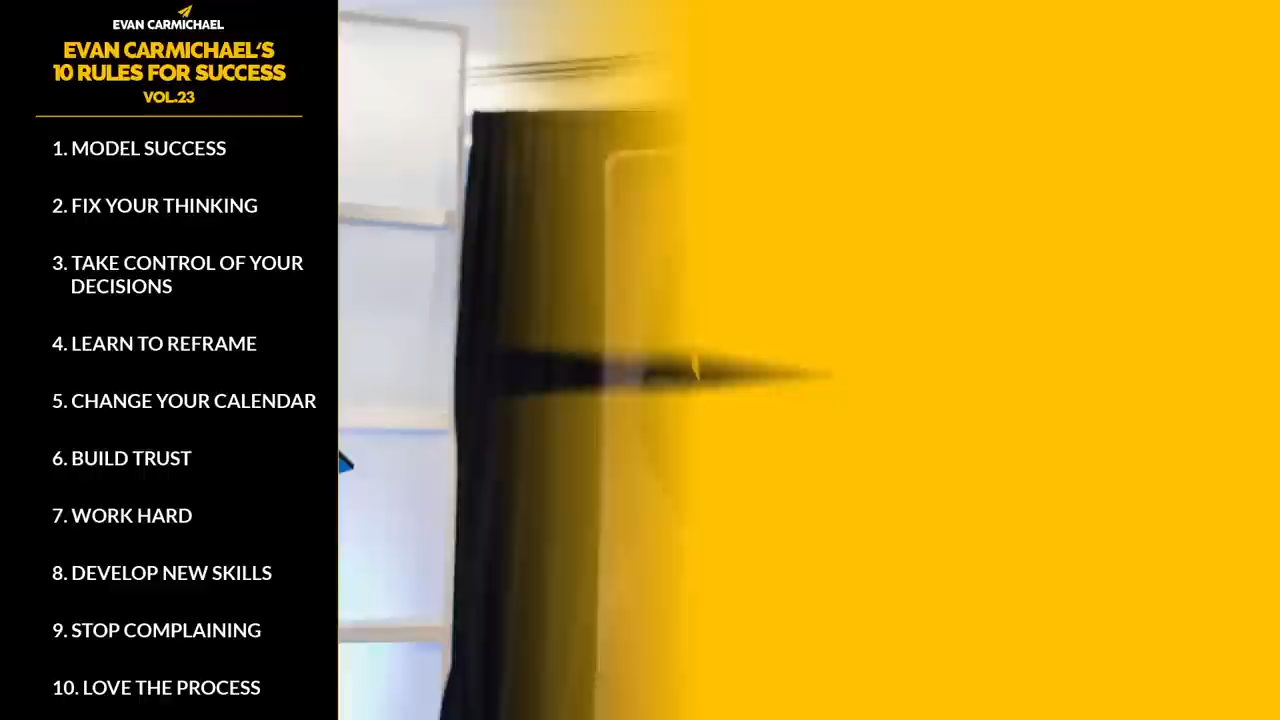 EVAN CARMICHAEL
EVAN CARMICHAEL'S
10 RULES FOR SUCCESS
VOL.23
1. MODEL SUCCESS
2. FIX YOUR THINKING
3. TAKE CONTROL OF YOUR
DECISIONS
4. LEARN TO REFRAME
5. CHANGE YOUR CALENDAR
6. BUILD TRUST
7. WORK HARD
8. DEVELOP NEW SKILLS
9. STOP COMPLAINING
10. LOVE THE PROCESS